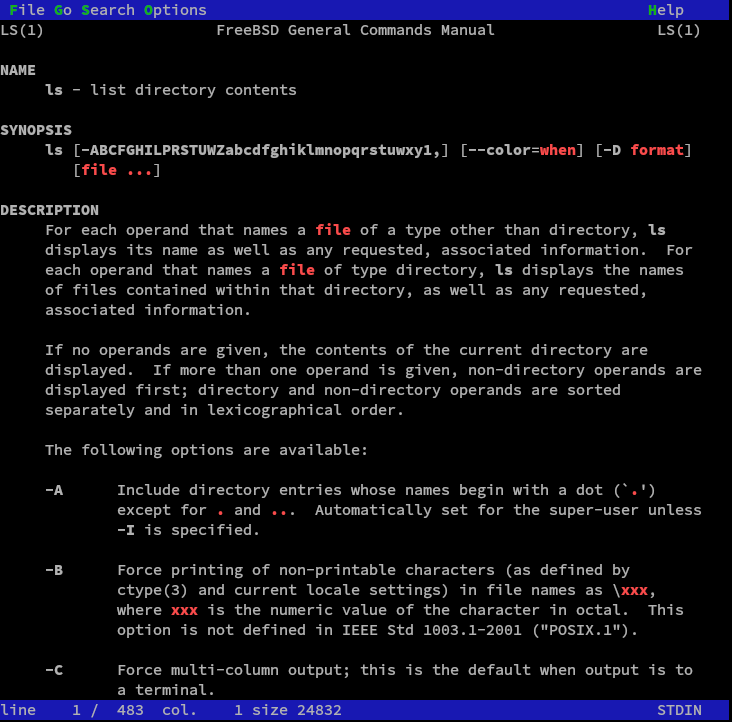 File Go Search Options Help
LS(1) FreeBSD General Commands Manual LS(1)
NAME
ls - list directory contents
SYNOPSIS
ls [-ABCFGHILPRSTUWZabcdfghiklmnopqrstuwxy1,] [--color=when] [-D format]
[file ...]
DESCRIPTION
For each operand that names a file of a type other than directory, ls
displays its name as well as any requested, associated information. For
each operand that names a file of type directory, ls displays the names
of files contained within that directory, as well as any requested,
associated information.
If no operands are given, the contents of the current directory are
displayed. If more than one operand is given, non-directory operands are
displayed first; directory and non-directory operands are sorted
separately and in lexicographical order.
The following options are available:
-A Include directory entries whose names begin with a dot (`.')
except for . and ... Automatically set for the super-user unless
-I is specified.
-B Force printing of non-printable characters (as defined by
ctype(3) and current locale settings) in file names as \xxx,
where xxx is the numeric value of the character in octal. This
option is not defined in IEEE Std 1003.1-2001 ("POSIX.1").
-C Force multi-column output; this is the default when output is to
a terminal.
line 1 / 483 col. 1 size 24832 STDIN